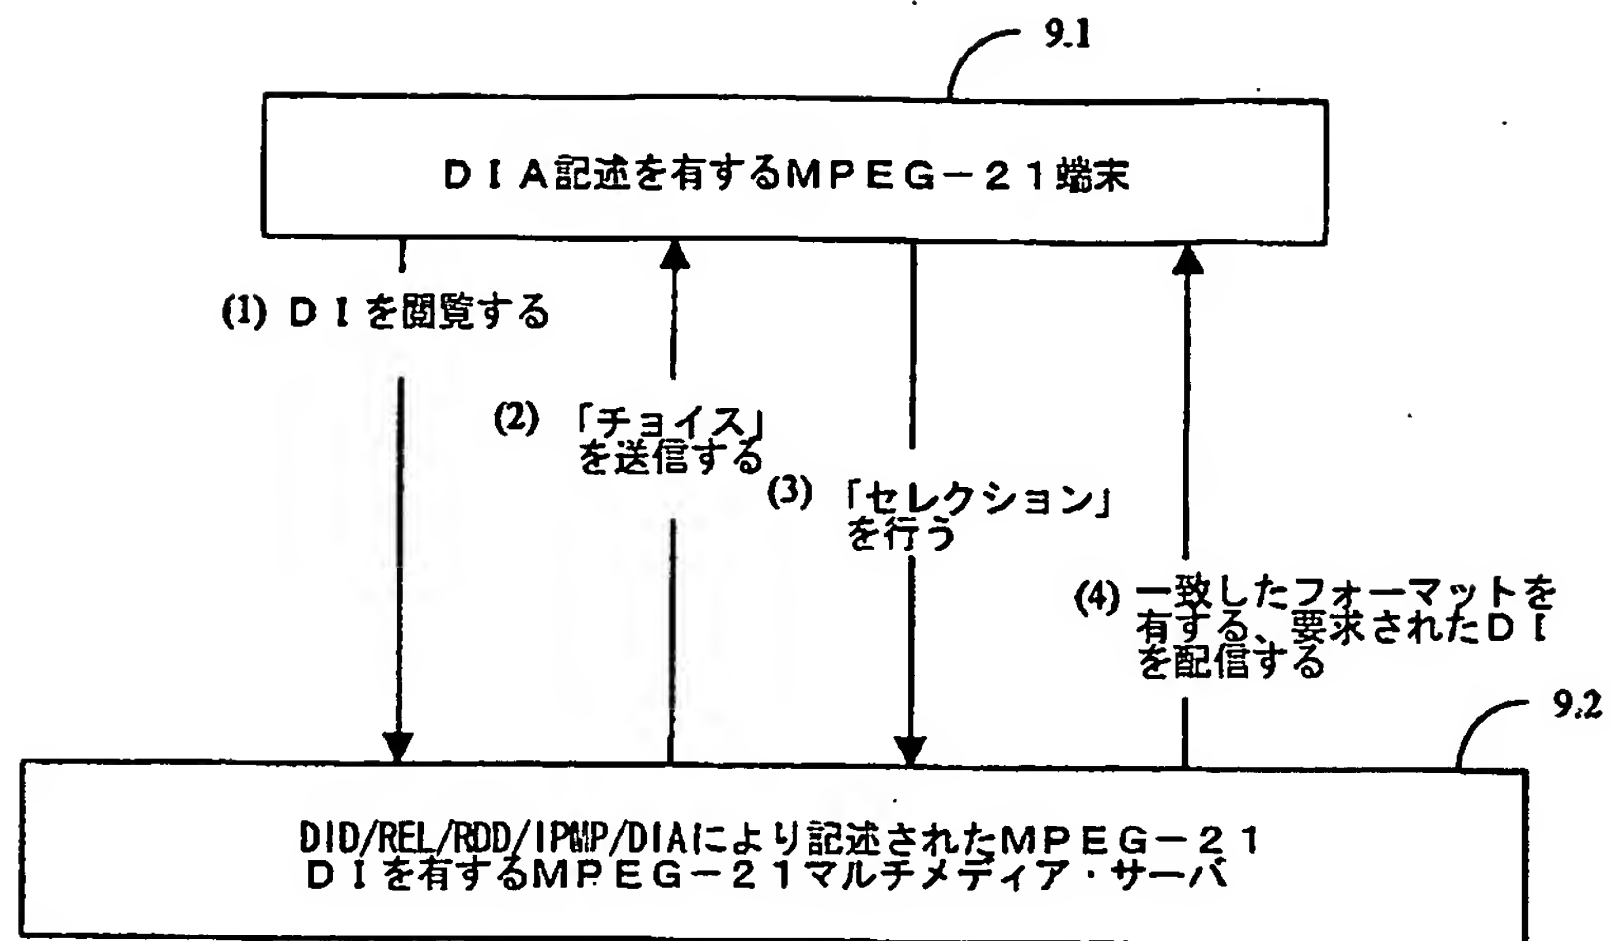 9.1
DIA記述を有するMPEG－21端末
(1) DIを閲覧する
(2) 「チョイス」
を送信する
(3) 「セレクション」
を行う
(4) 一致したフォーマットを
有する、要求されたDI
を配信する
9.2
DID/REL/RDD/IPMP/DIAにより記述されたMPEG－21
DIを有するMPEG－21マルチメディア・サーバ